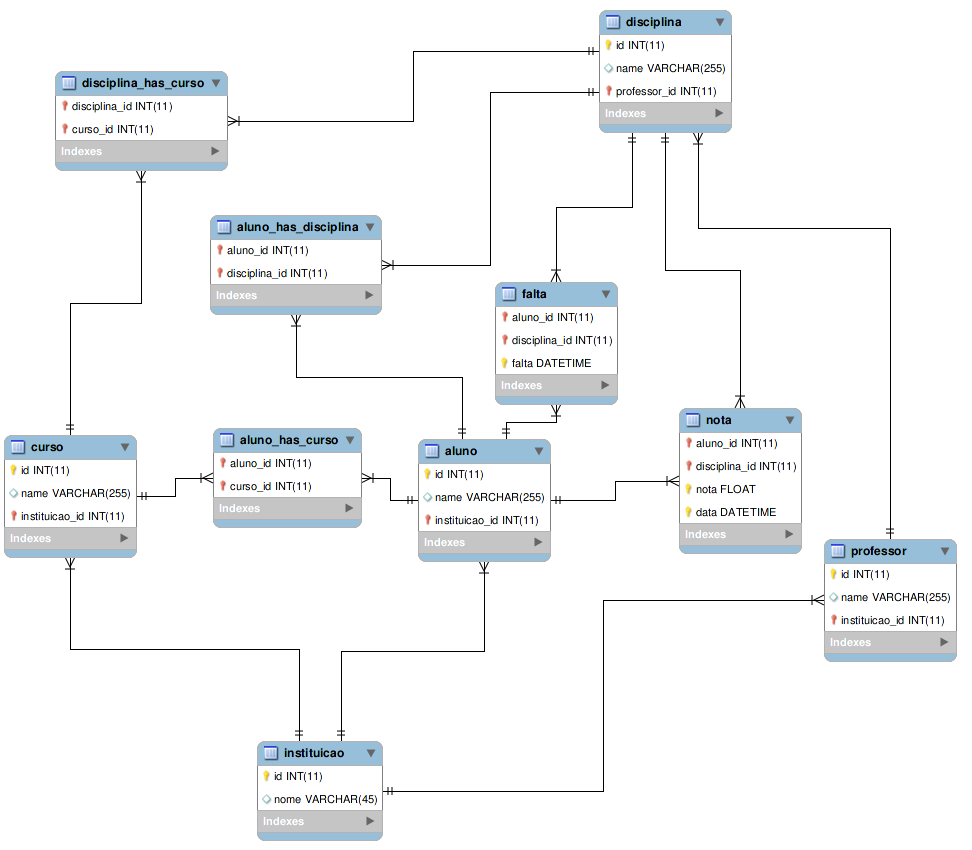 disciplina
id INT(11)
name VARCHAR(255)
professor_id INT(11)
Indexes
disciplina_has_curso
disciplina_id INT(11)
curso_id INT(11)
Indexes
aluno_has_disciplina
aluno_id INT(11)
disciplina_id INT(11)
Indexes
falta
aluno_id INT(11)
disciplina_id INT(11)
falta DATETIME
Indexes
nota
aluno_id INT(11)
disciplina_id INT(11)
nota FLOAT
data DATETIME
Indexes
curso
id INT(11)
name VARCHAR(255)
instituicao_id INT(11)
Indexes
aluno_has_curso
aluno_id INT(11)
curso_id INT(11)
Indexes
aluno
id INT(11)
name VARCHAR(255)
instituicao_id INT(11)
Indexes
professor
id INT(11)
name VARCHAR(255)
instituicao_id INT(11)
Indexes
instituicao
id INT(11)
nome VARCHAR(45)
Indexes